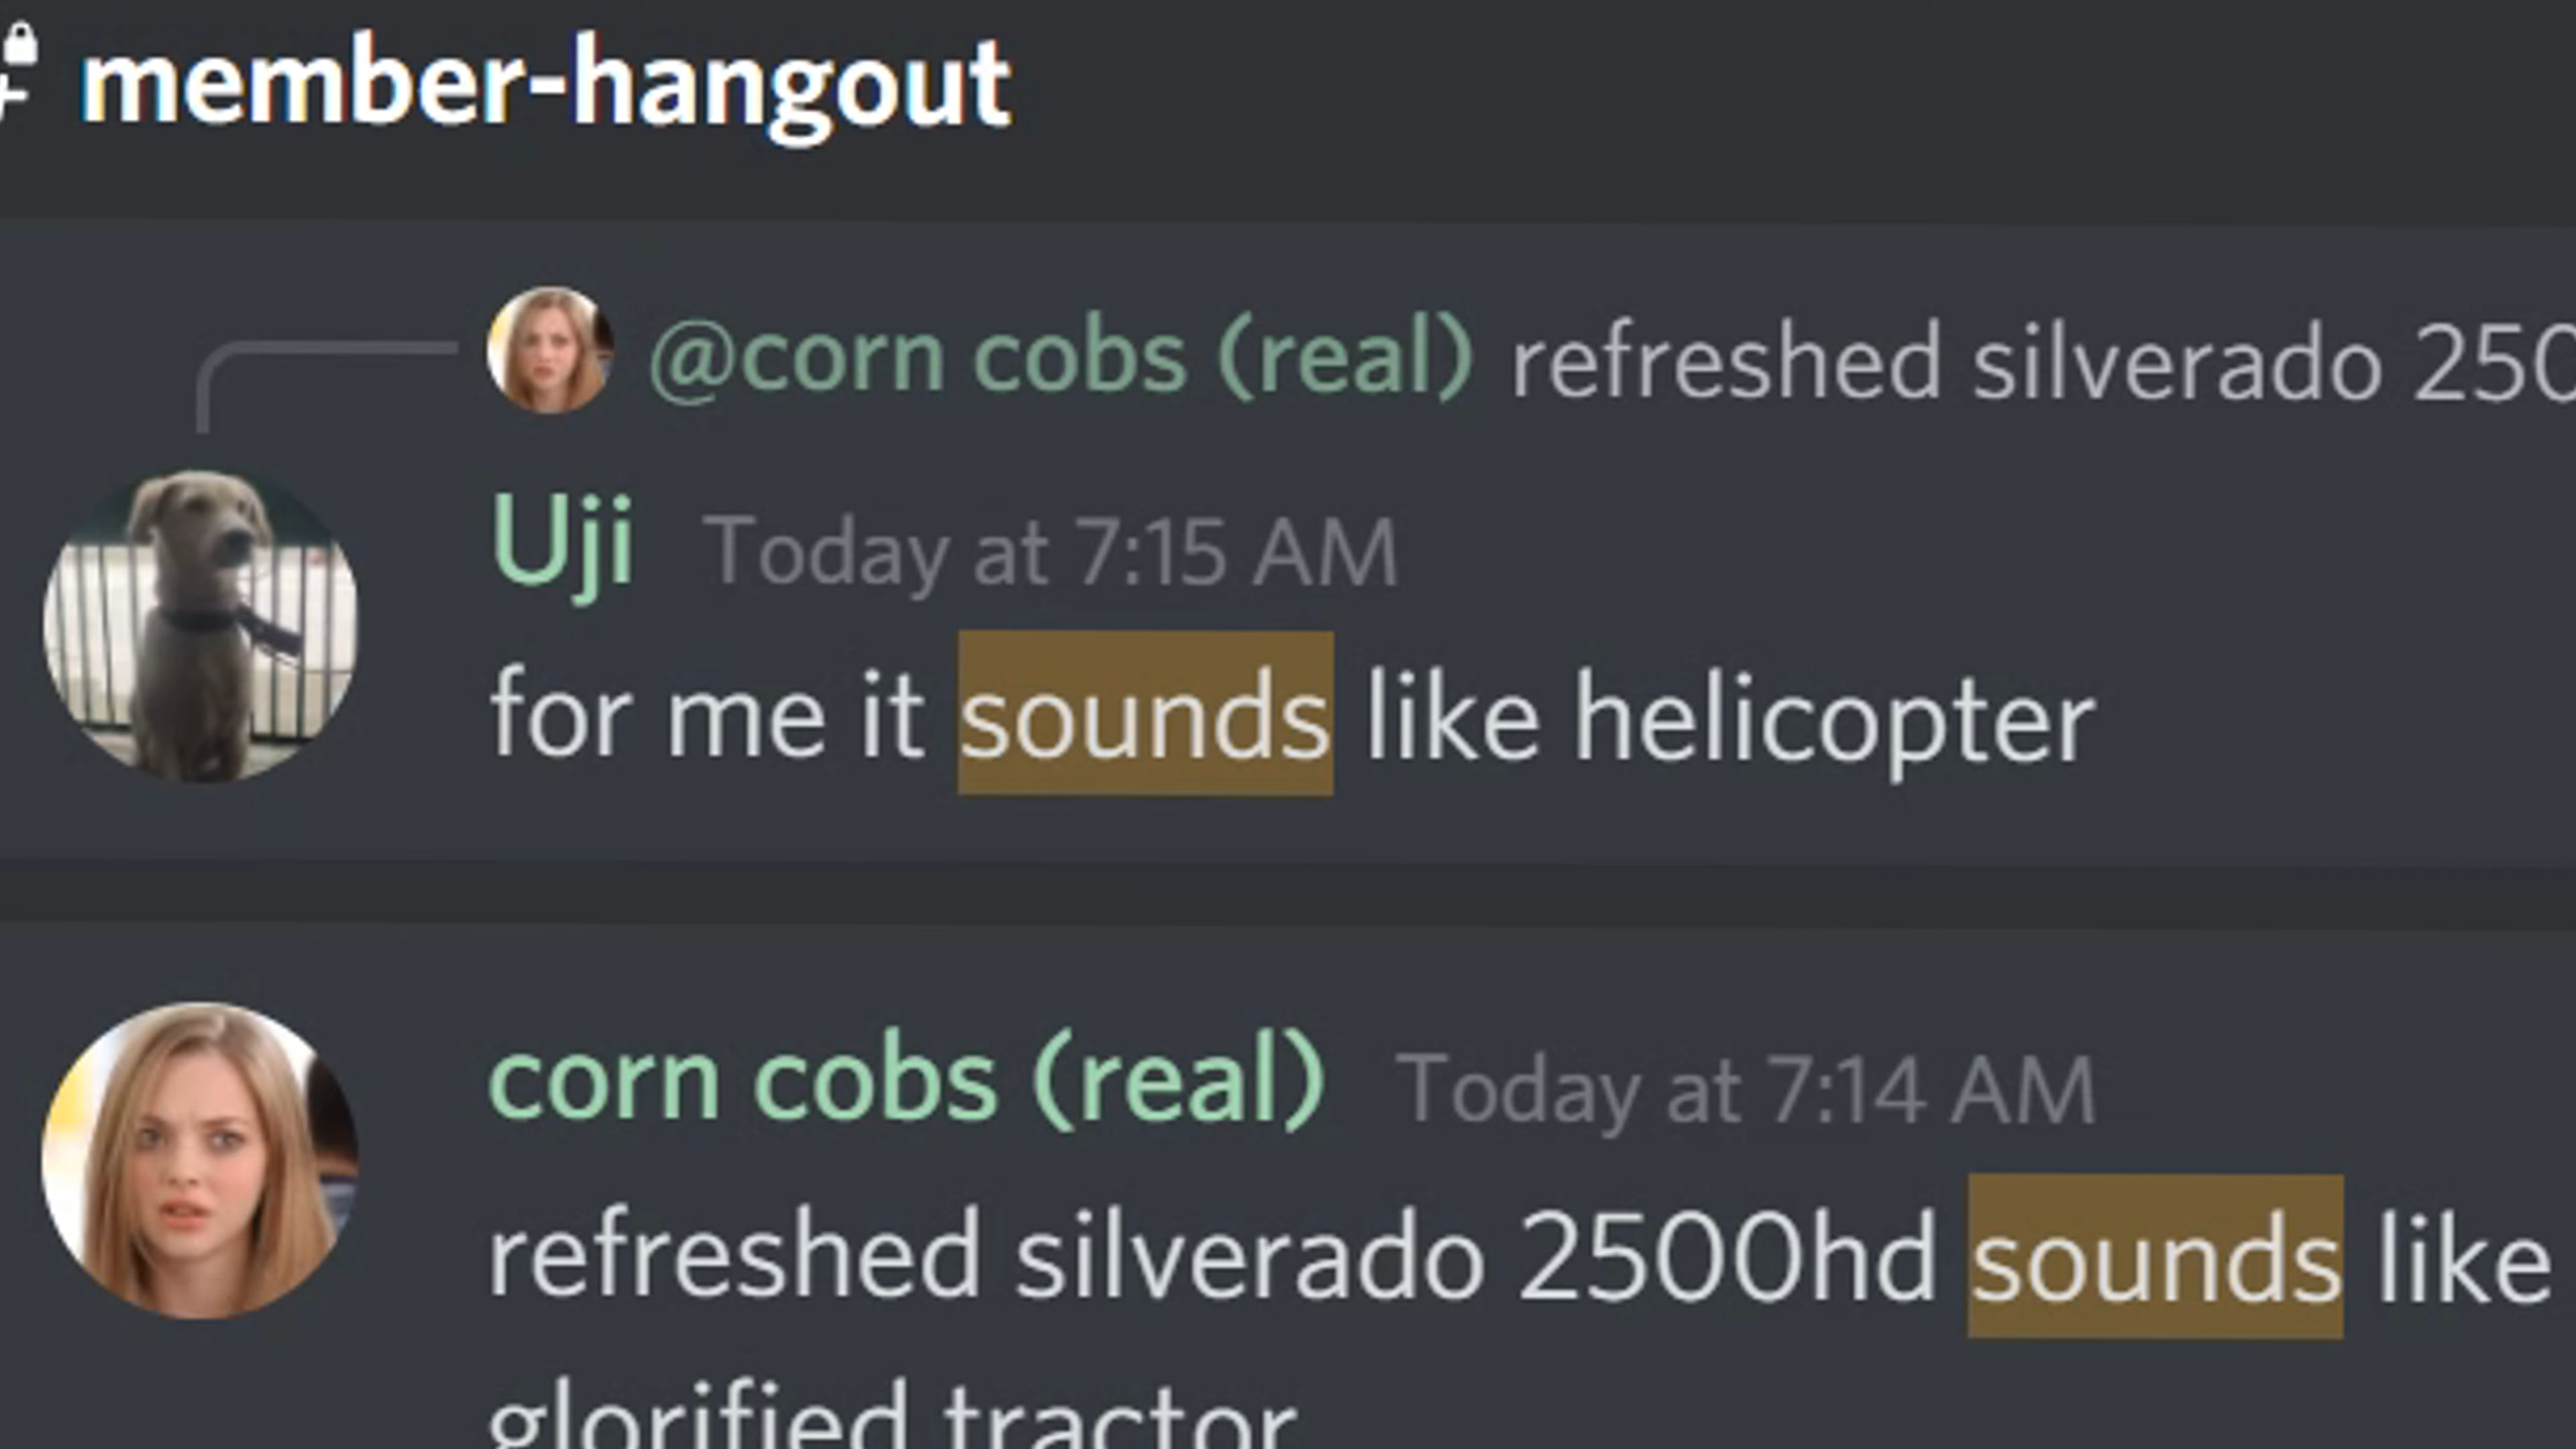 member-hangout
@corn cobs (real) refreshed silverado 250
Uji Today at 7:15 AM
for me it sounds like helicopter
corn cobs (real) Today at 7:14 AM
refreshed silverado 2500hd sounds like
glorified tractor